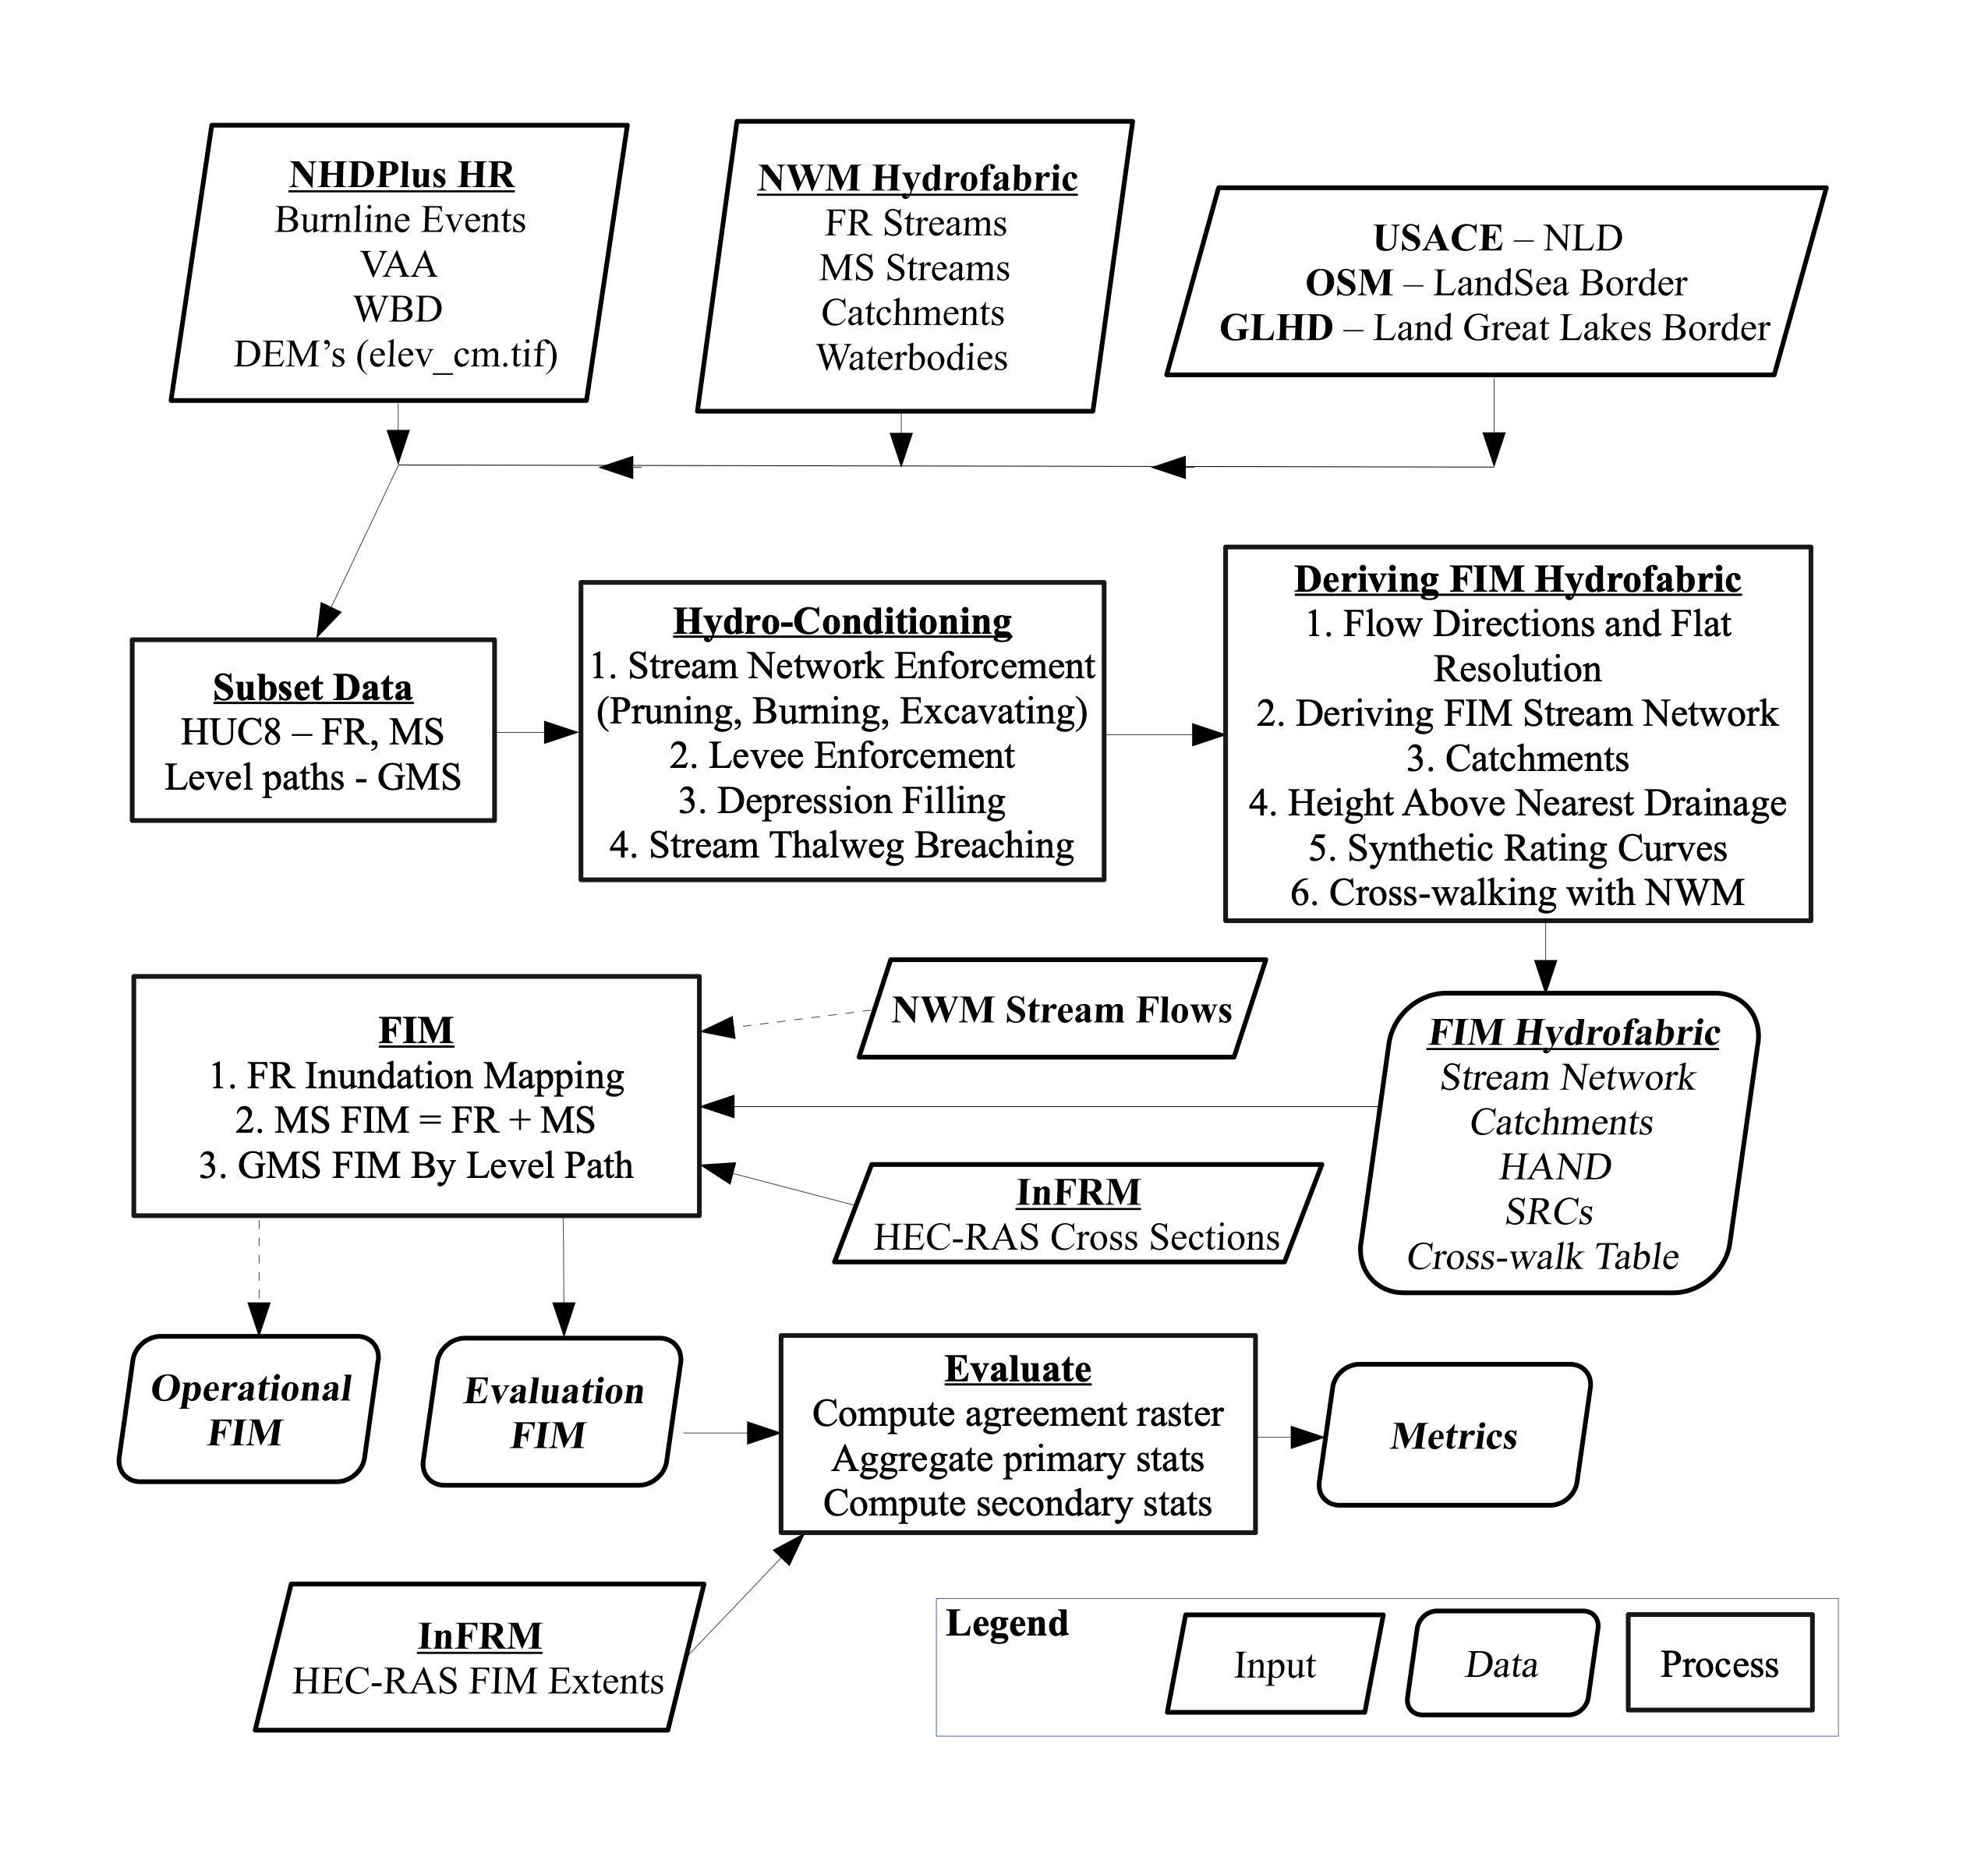 NHDPlus HR
Burnline Events
VAA
WBD
DEM's (elev_cm.tif)
NWM Hydrofabric
FR Streams
MS Streams
Catchments
Waterbodies
USACE – NLD
OSM – LandSea Border
GLHD – Land Great Lakes Border
Subset Data
HUC8 – FR, MS
Level paths - GMS
Hydro-Conditioning
1. Stream Network Enforcement
(Pruning, Burning, Excavating)
2. Levee Enforcement
3. Depression Filling
4. Stream Thalweg Breaching
Deriving FIM Hydrofabric
1. Flow Directions and Flat
Resolution
2. Deriving FIM Stream Network
3. Catchments
4. Height Above Nearest Drainage
5. Synthetic Rating Curves
6. Cross-walking with NWM
FIM
1. FR Inundation Mapping
2. MS FIM = FR + MS
3. GMS FIM By Level Path
NWM Stream Flows
InFRM
HEC-RAS Cross Sections
FIM Hydrofabric
Stream Network
Catchments
HAND
SRCs
Cross-walk Table
Operational
FIM
Evaluation
FIM
Evaluate
Compute agreement raster
Aggregate primary stats
Compute secondary stats
Metrics
InFRM
HEC-RAS FIM Extents
Legend
Input
Data
Process